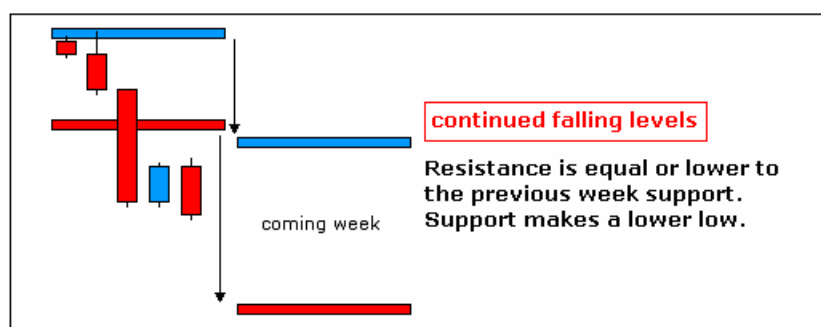 continued falling levels
Resistance is equal or lower to
the previous week support.
Support makes a lower low.
coming week